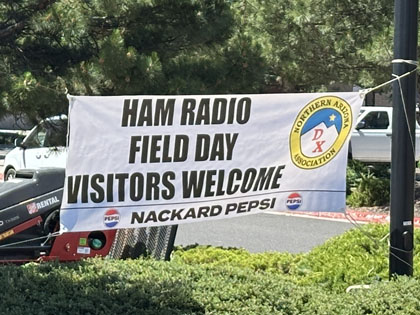 HAM RADIO
FIELD DAY
VISITORS WELCOME
PEPSI NACKARD PEPSI PEPSI
NORTHERN ARIZONA
DX
ASSOCIATION
RENTAL